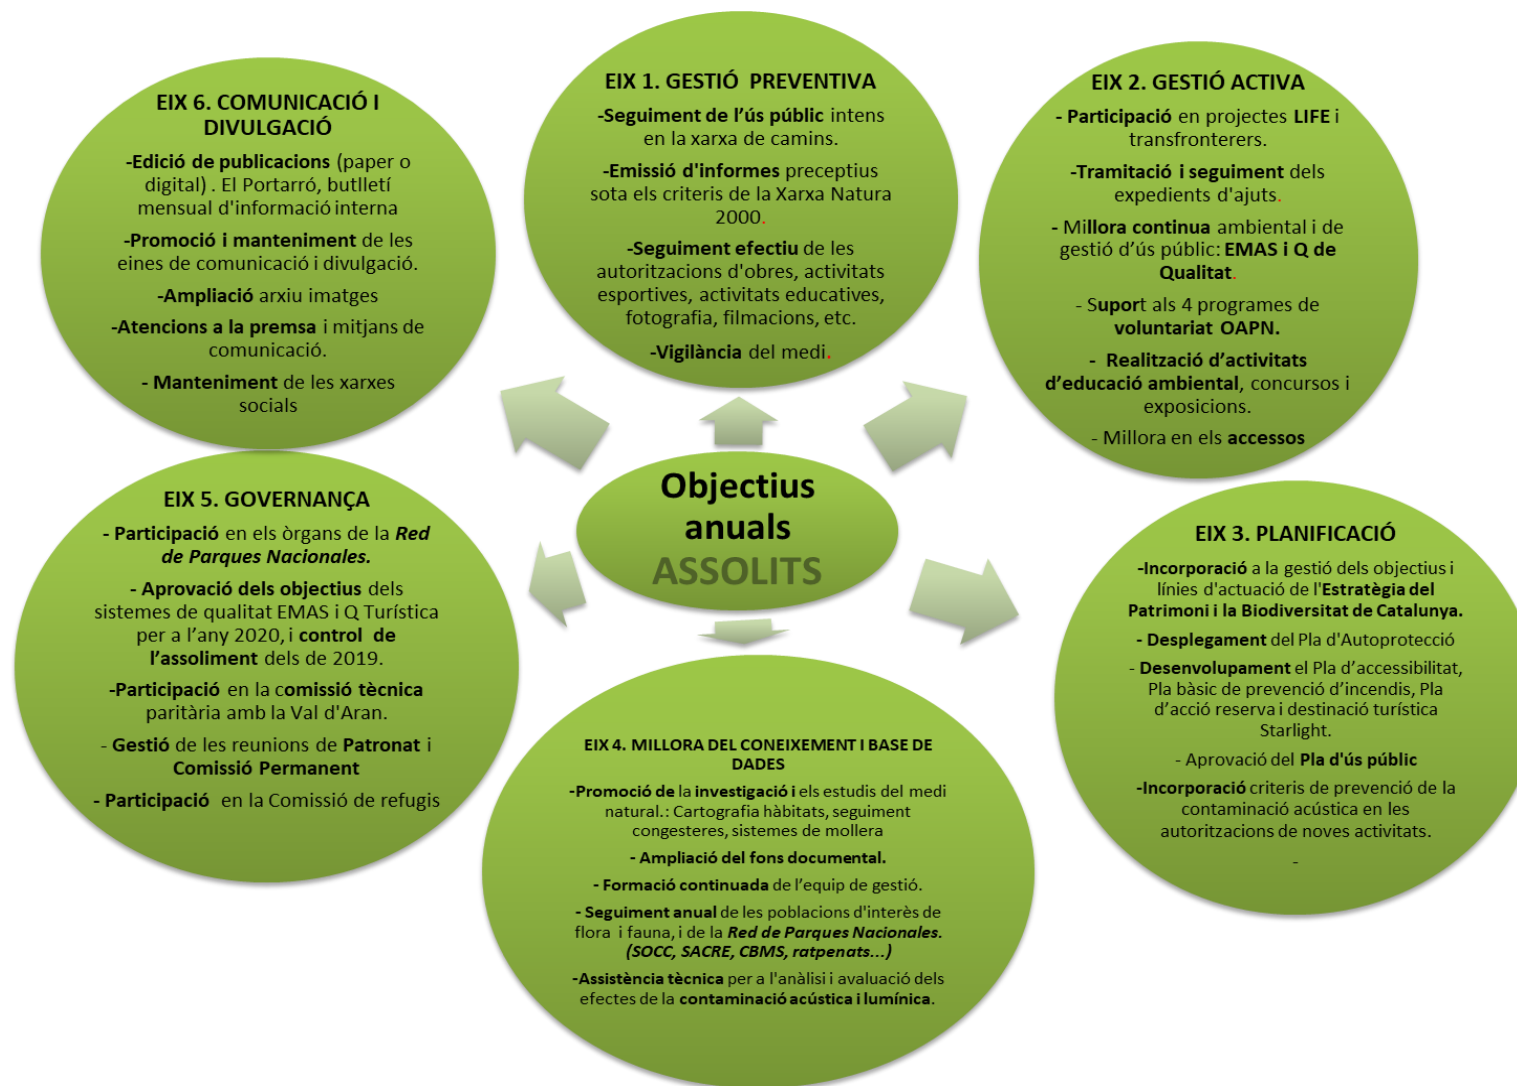 Objectius
anuals
ASSOLITS
EIX 1. GESTIÓ PREVENTIVA
-Seguiment de l'ús públic intens
en la xarxa de camins.
-Emissió d'informes preceptius
sota els criteris de la Xarxa Natura
2000.
-Seguiment efectiu de les
autoritzacions d'obres, activitats
esportives, activitats educatives,
fotografia, filmacions, etc.
-Vigilància del medi.
EIX 2. GESTIÓ ACTIVA
- Participació en projectes LIFE i
transfronterers.
-Tramitació i seguiment dels
expedients d'ajuts.
- Millora continua ambiental i de
gestió d'ús públic: EMAS i Q de
Qualitat.
- Suport als 4 programes de
voluntariat OAPN.
- Realització d'activitats
d'educació ambiental, concursos i
exposicions.
- Millora en els accessos
EIX 3. PLANIFICACIÓ
-Incorporació a la gestió dels objectius i
línies d'actuació de l'Estratègia del
Patrimoni i la Biodiversitat de Catalunya.
- Desplegament del Pla d'Autoprotecció
- Desenvolupament el Pla d'accessibilitat,
Pla bàsic de prevenció d'incendis, Pla
d'acció reserva i destinació turística
Starlight.
- Aprovació del Pla d'ús públic
-Incorporació criteris de prevenció de la
contaminació acústica en les
autoritzacions de noves activitats.
-
EIX 4. MILLORA DEL CONEIXEMENT I BASE DE
DADES
-Promoció de la investigació i els estudis del medi
natural.: Cartografia hàbitats, seguiment
congesteres, sistemes de mollera
- Ampliació del fons documental.
- Formació continuada de l'equip de gestió.
- Seguiment anual de les poblacions d'interès de
flora i fauna, i de la Red de Parques Nacionales.
(SOCC, SACRE, CBMS, ratpenats...)
-Assistència tècnica per a l'anàlisi i avaluació dels
efectes de la contaminació acústica i lumínica.
EIX 5. GOVERNANÇA
- Participació en els òrgans de la Red
de Parques Nacionales.
- Aprovació dels objectius dels
sistemes de qualitat EMAS i Q Turística
per a l'any 2020, i control de
l'assoliment dels de 2019.
-Participació en la comissió tècnica
paritària amb la Val d'Aran.
- Gestió de les reunions de Patronat i
Comissió Permanent
- Participació en la Comissió de refugis
EIX 6. COMUNICACIÓ I
DIVULGACIÓ
-Edició de publicacions (paper o
digital) . El Portarró, butlletí
mensual d'informació interna
-Promoció i manteniment de les
eines de comunicació i divulgació.
-Ampliació arxiu imatges
-Atencions a la premsa i mitjans de
comunicació.
- Manteniment de les xarxes
socials